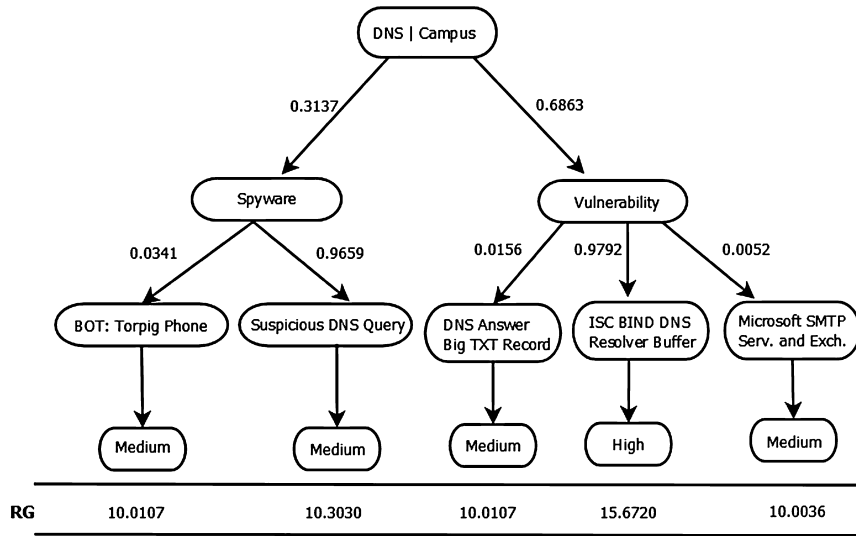 DNS | Campus
0.3137
0.6863
Spyware
Vulnerability
0.0341
0.9659
0.0156
0.9792
0.0052
BOT: Torpig Phone
Suspicious DNS Query
DNS Answer
Big TXT Record
ISC BIND DNS
Resolver Buffer
Microsoft SMTP
Serv. and Exch.
Medium
Medium
Medium
High
Medium
RG 10.0107 10.3030 10.0107 15.6720 10.0036